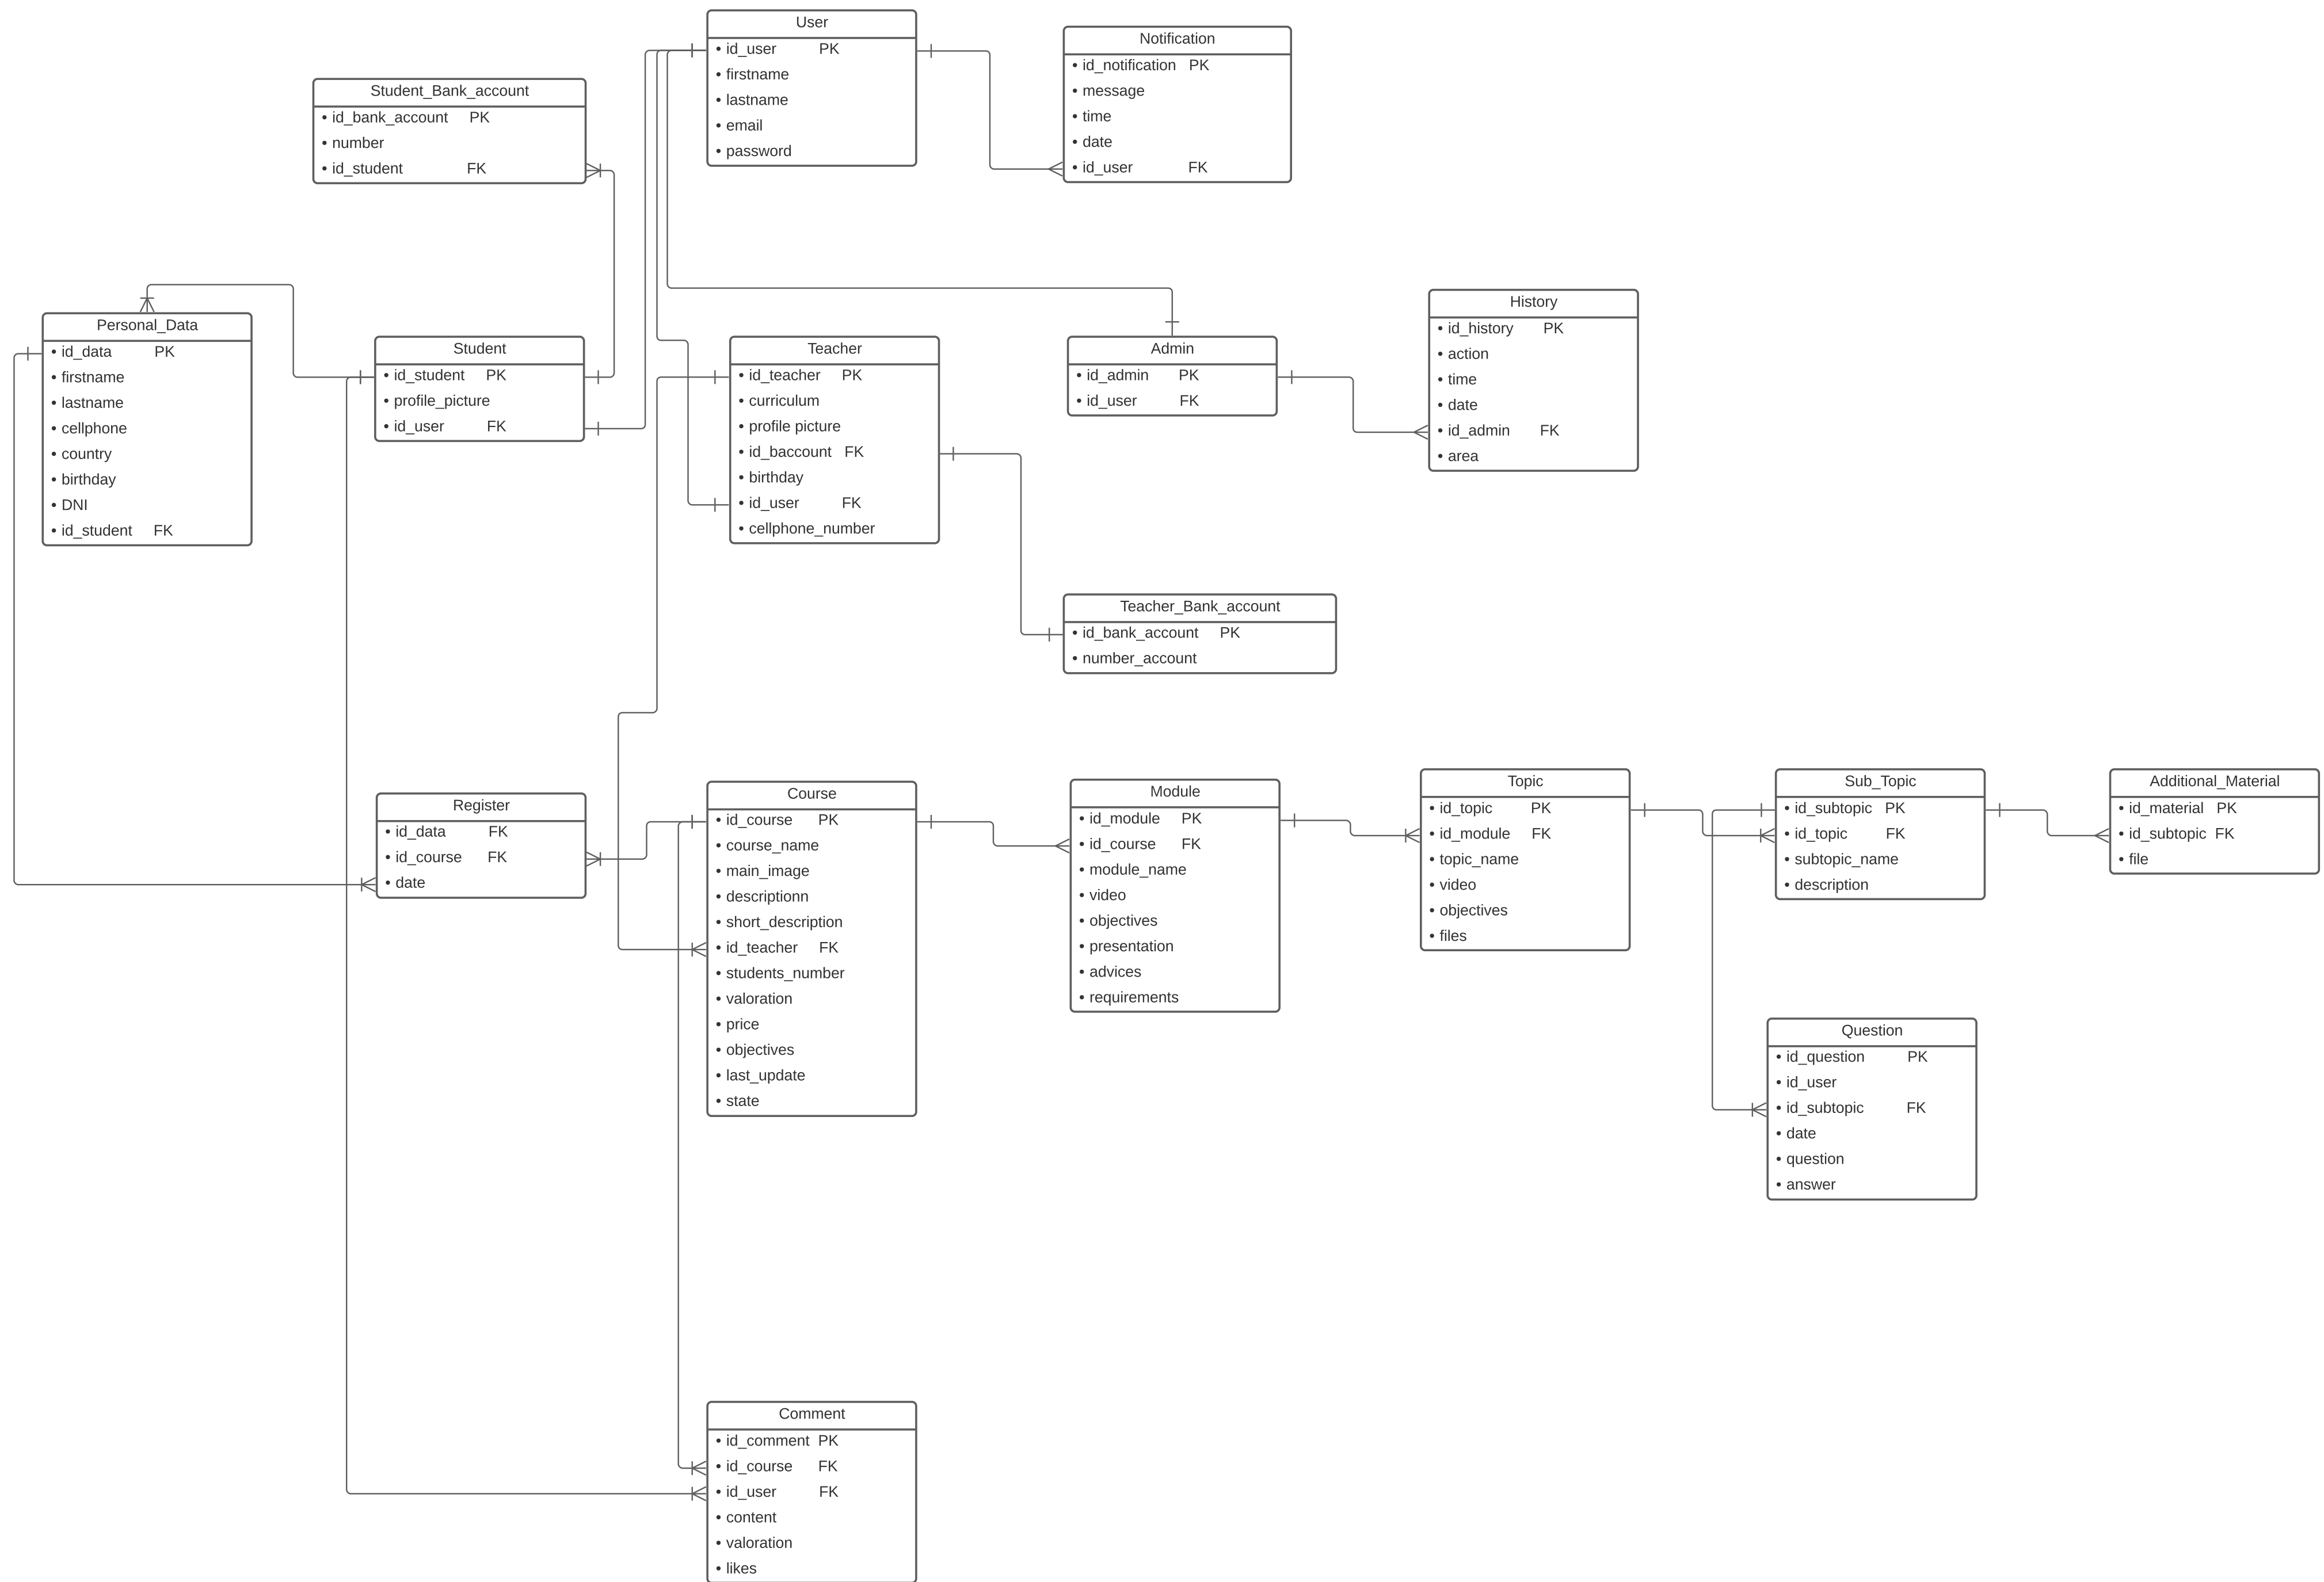 User
• id_user PK
• firstname
• lastname
• email
• password
Notification
• id_notification PK
• message
• time
• date
• id_user FK
Student_Bank_account
• id_bank_account PK
• number
• id_student FK
Personal_Data
• id_data PK
• firstname
• lastname
• cellphone
• country
• birthday
• DNI
• id_student FK
Student
• id_student PK
• profile_picture
• id_user FK
Teacher
• id_teacher PK
• curriculum
• profile picture
• id_baccount FK
• birthday
• id_user FK
• cellphone_number
Admin
• id_admin PK
• id_user FK
History
• id_history PK
• action
• time
• date
• id_admin FK
• area
Teacher_Bank_account
• id_bank_account PK
• number_account
Register
• id_data FK
• id_course FK
• date
Course
• id_course PK
• course_name
• main_image
• descriptionn
• short_description
• id_teacher FK
• students_number
• valoration
• price
• objectives
• last_update
• state
Module
• id_module PK
• id_course FK
• module_name
• video
• objectives
• presentation
• advices
• requirements
Topic
• id_topic PK
• id_module FK
• topic_name
• video
• objectives
• files
Sub_Topic
• id_subtopic PK
• id_topic FK
• subtopic_name
• description
Additional_Material
• id_material PK
• id_subtopic FK
• file
Question
• id_question PK
• id_user
• id_subtopic FK
• date
• question
• answer
Comment
• id_comment PK
• id_course FK
• id_user FK
• content
• valoration
• likes